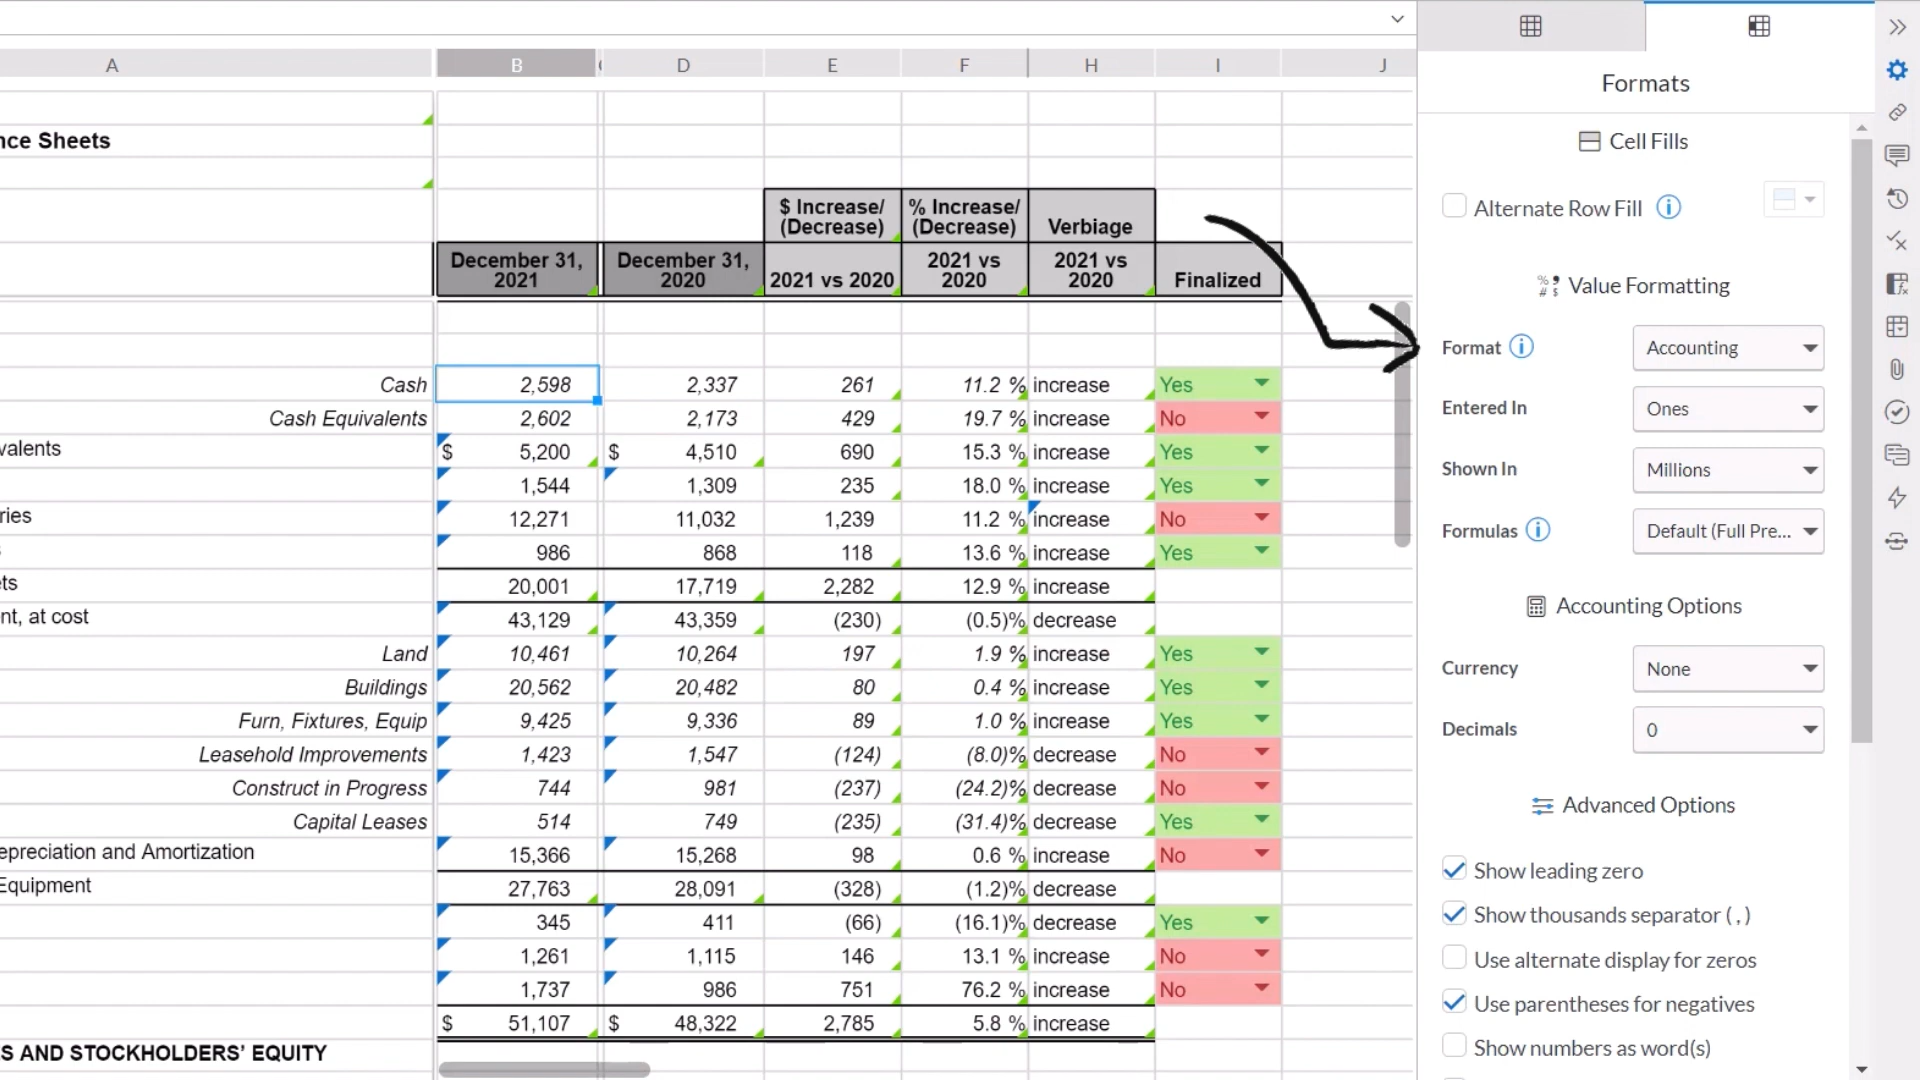 A B D E F H I J
nce Sheets
$ Increase/ (Decrease) % Increase/ (Decrease) Verbiage
December 31, 2021 December 31, 2020 2021 vs 2020 2021 vs 2020 2021 vs 2020 Finalized
Cash 2,598 2,337 261 11.2 % increase Yes
Cash Equivalents 2,602 2,173 429 19.7 % increase No
valents $ 5,200 $ 4,510 690 15.3 % increase Yes
1,544 1,309 235 18.0 % increase Yes
ries 12,271 11,032 1,239 11.2 % increase No
986 868 118 13.6 % increase Yes
ts 20,001 17,719 2,282 12.9 % increase
nt, at cost 43,129 43,359 (230) (0.5)% decrease
Land 10,461 10,264 197 1.9 % increase Yes
Buildings 20,562 20,482 80 0.4 % increase Yes
Furn, Fixtures, Equip 9,425 9,336 89 1.0 % increase Yes
Leasehold Improvements 1,423 1,547 (124) (8.0)% decrease No
Construct in Progress 744 981 (237) (24.2)% decrease No
Capital Leases 514 749 (235) (31.4)% decrease Yes
epreciation and Amortization 15,366 15,268 98 0.6 % increase No
Equipment 27,763 28,091 (328) (1.2)% decrease
345 411 (66) (16.1)% decrease Yes
1,261 1,115 146 13.1 % increase No
1,737 986 751 76.2 % increase No
$ 51,107 $ 48,322 2,785 5.8 % increase
S AND STOCKHOLDERS’ EQUITY
Formats
Cell Fills
Alternate Row Fill
Value Formatting
Format Accounting
Entered In Ones
Shown In Millions
Formulas Default (Full Pre...
Accounting Options
Currency None
Decimals 0
Advanced Options
Show leading zero
Show thousands separator ( , )
Use alternate display for zeros
Use parentheses for negatives
Show numbers as word(s)